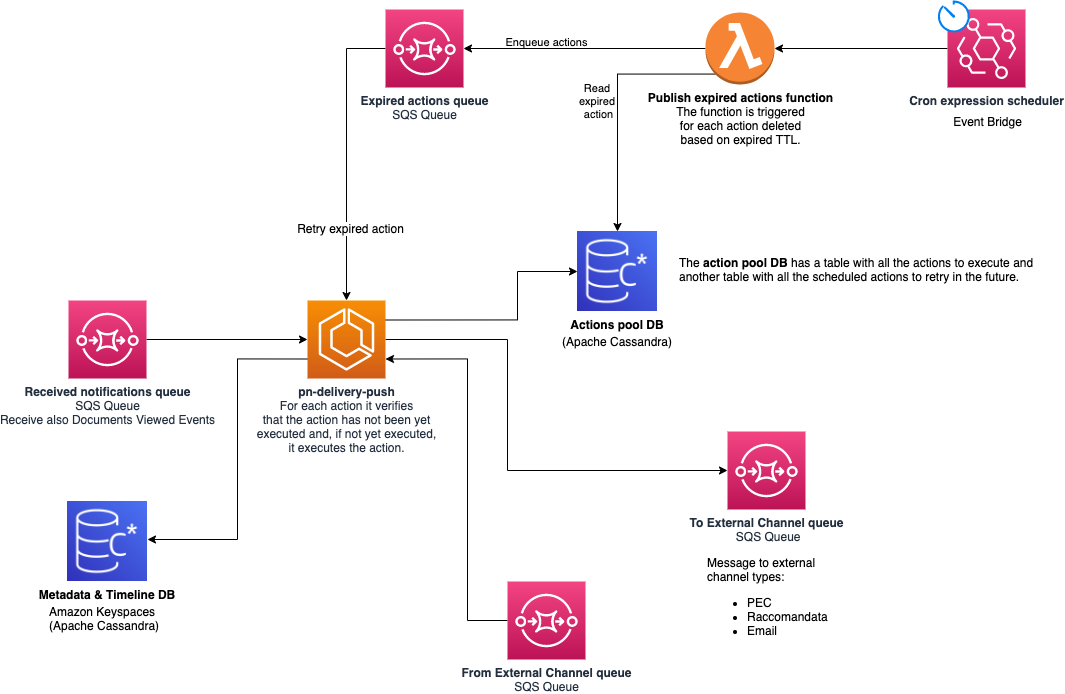 Enqueue actions
Expired actions queue
SQS Queue
Read
expired
action
Publish expired actions function
The function is triggered
for each action deleted
based on expired TTL.
Cron expression scheduler
Event Bridge
Retry expired action
The action pool DB has a table with all the actions to execute and
another table with all the scheduled actions to retry in the future.
C*
Actions pool DB
(Apache Cassandra)
Received notifications queue
SQS Queue
Receive also Documents Viewed Events
pn-delivery-push
For each action it verifies
that the action has not been yet
executed and, if not yet executed,
it executes the action.
To External Channel queue
SQS Queue
Message to external
channel types:
• PEC
• Raccomandata
• Email
C*
Metadata & Timeline DB
Amazon Keyspaces
(Apache Cassandra)
From External Channel queue
SQS Queue